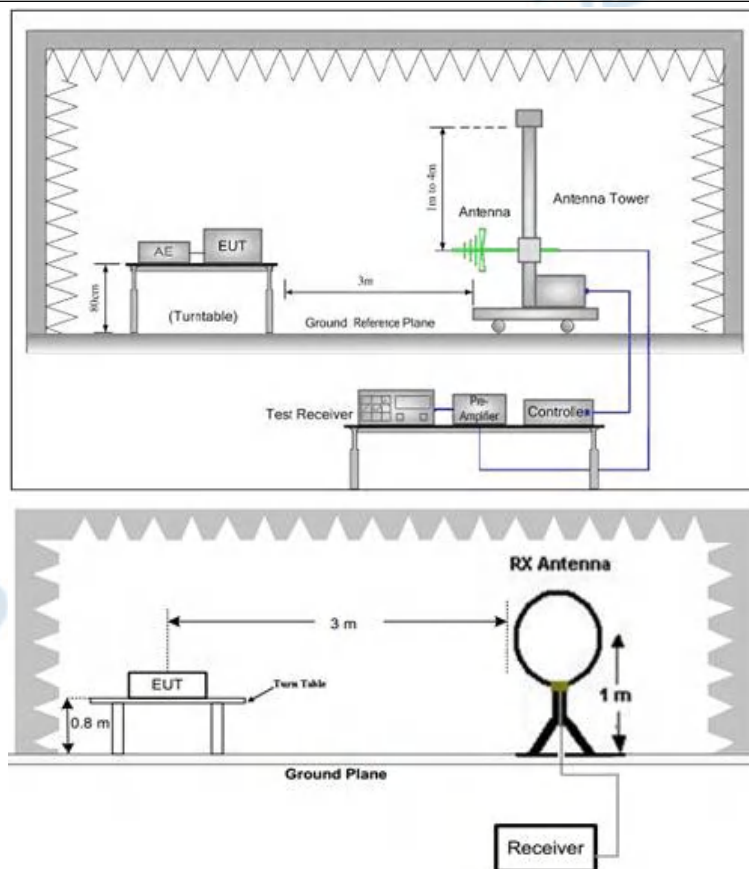 1m to 4m
Antenna
Antenna Tower
AE
EUT
80cm
(Turntable)
3m
Ground Reference Plane
Test Receiver
Pre-
Amplifier
Controller
RX Antenna
3 m
EUT
Turn Table
0.8 m
1 m
Ground Plane
Receiver